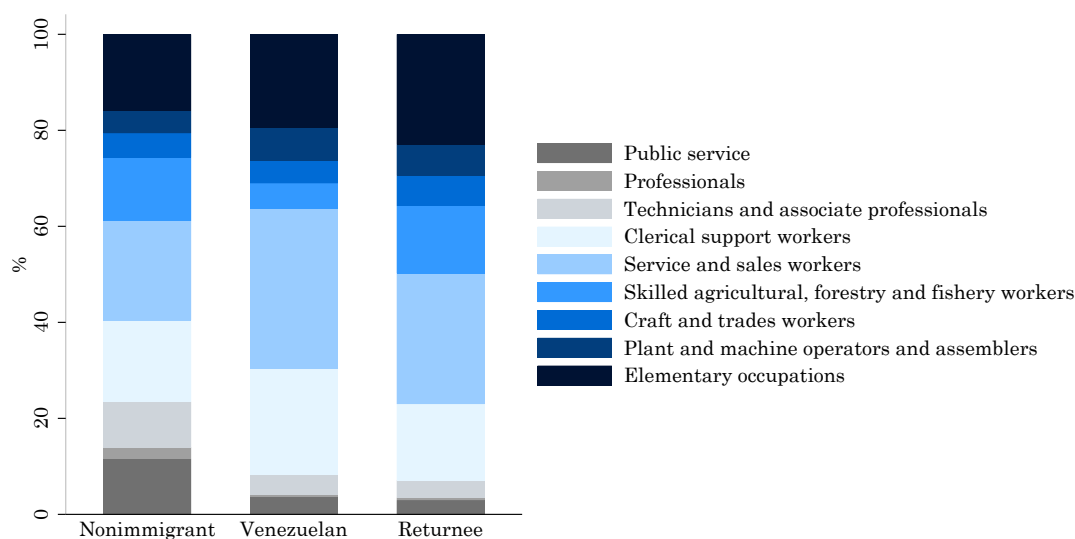 100
80
60
40
20
0
%
Nonimmigrant
Venezuelan
Returnee
Public service
Professionals
Technicians and associate professionals
Clerical support workers
Service and sales workers
Skilled agricultural, forestry and fishery workers
Craft and trades workers
Plant and machine operators and assemblers
Elementary occupations